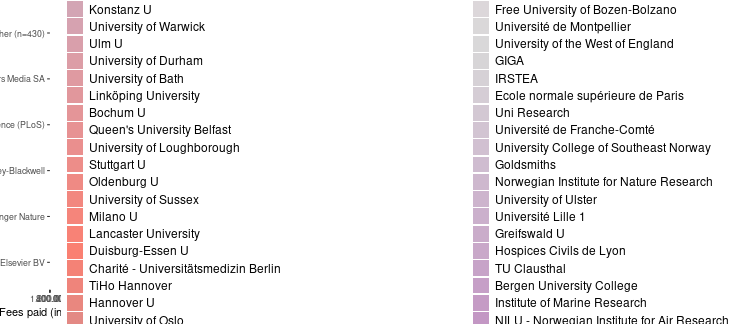 her (n=430)
rs Media SA
ence (PLoS)
ey-Blackwell
nger Nature
Elsevier BV
Fees paid (in
Konstanz U
University of Warwick
Ulm U
University of Durham
University of Bath
Linköping University
Bochum U
Queen's University Belfast
University of Loughborough
Stuttgart U
Oldenburg U
University of Sussex
Milano U
Lancaster University
Duisburg-Essen U
Charité - Universitätsmedizin Berlin
TiHo Hannover
Hannover U
University of Oslo
Free University of Bozen-Bolzano
Université de Montpellier
University of the West of England
GIGA
IRSTEA
Ecole normale supérieure de Paris
Uni Research
Université de Franche-Comté
University College of Southeast Norway
Goldsmiths
Norwegian Institute for Nature Research
University of Ulster
Université Lille 1
Greifswald U
Hospices Civils de Lyon
TU Clausthal
Bergen University College
Institute of Marine Research
NILU - Norwegian Institute for Air Research